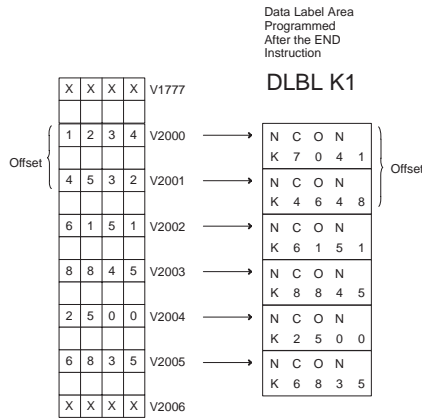 Data Label Area
Programmed
After the END
Instruction
DLBL K1
X X X X V1777
1 2 3 4 V2000
N C O N
K 7 0 4 1
Offset
Offset
4 5 3 2 V2001
N C O N
K 4 6 4 8
6 1 5 1 V2002
N C O N
K 6 1 5 1
8 8 4 5 V2003
N C O N
K 8 8 4 5
2 5 0 0 V2004
N C O N
K 2 5 0 0
6 8 3 5 V2005
N C O N
K 6 8 3 5
X X X X V2006